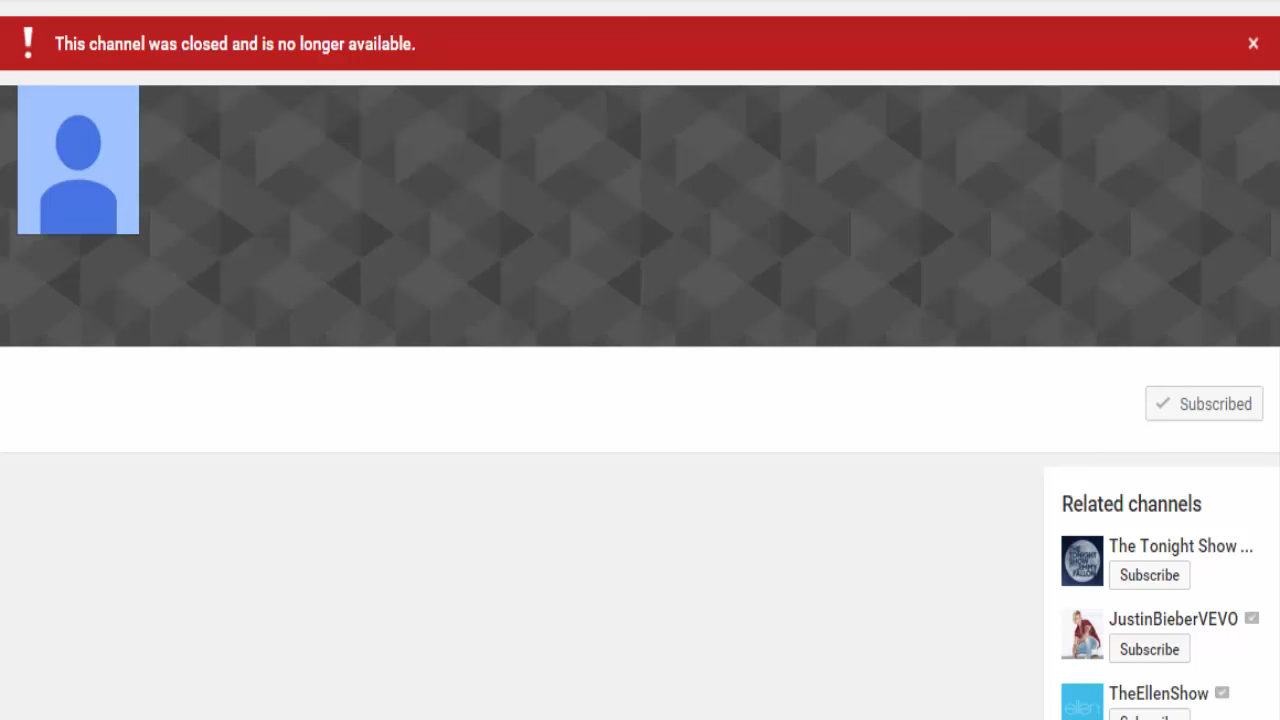 This channel was closed and is no longer available.
Subscribed
Related channels
The Tonight Show ...
Subscribe
JustinBieberVEVO
Subscribe
TheEllenShow
ellen